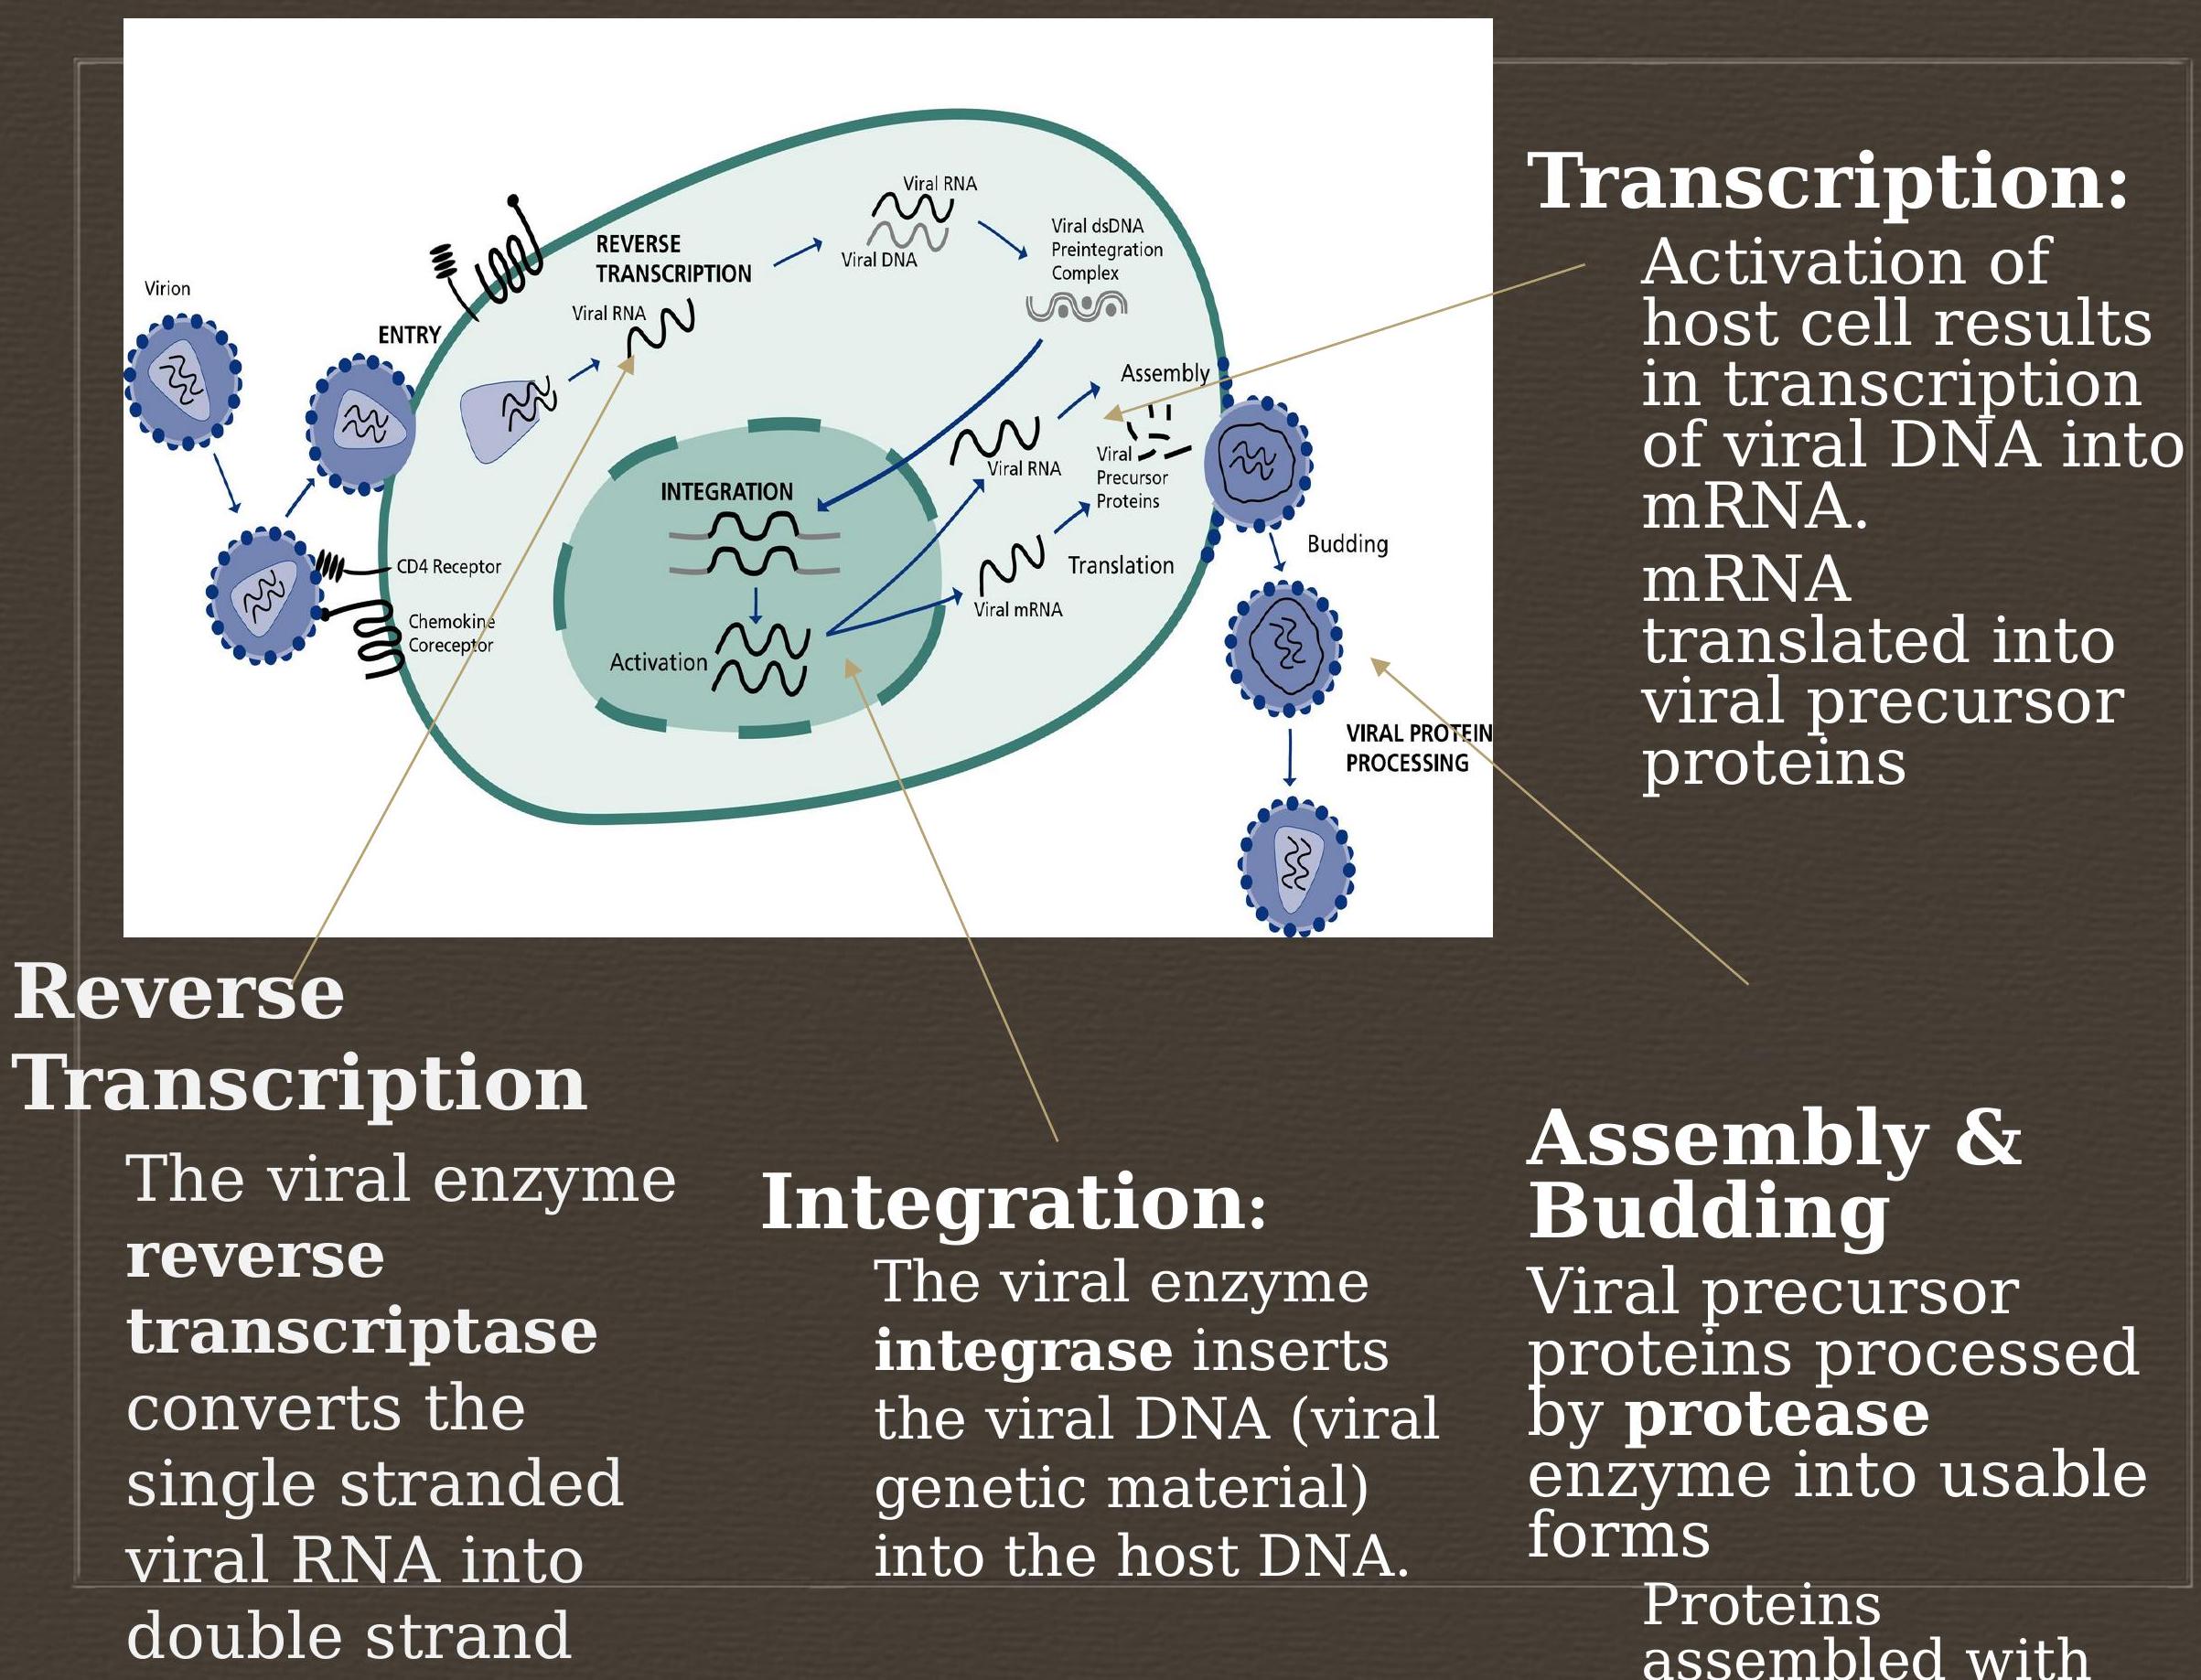 Viral RNA
Viral DNA
Viral dsDNA
Preintegration
Complex
REVERSE
TRANSCRIPTION
Viral RNA
Virion
ENTRY
Assembly
Viral RNA
Viral
Precursor
Proteins
INTEGRATION
Translation
Viral mRNA
Budding
CD4 Receptor
Chemokine
Coreceptor
Activation
VIRAL PROTEIN
PROCESSING
Transcription:
Activation of
host cell results
in transcription
of viral DNA into
mRNA.
mRNA
translated into
viral precursor
proteins
Reverse
Transcription
The viral enzyme
reverse
transcriptase
converts the
single stranded
viral RNA into
double strand
Integration:
The viral enzyme
integrase inserts
the viral DNA (viral
genetic material)
into the host DNA.
Assembly &
Budding
Viral precursor
proteins processed
by protease
enzyme into usable
forms
Proteins
assembled with